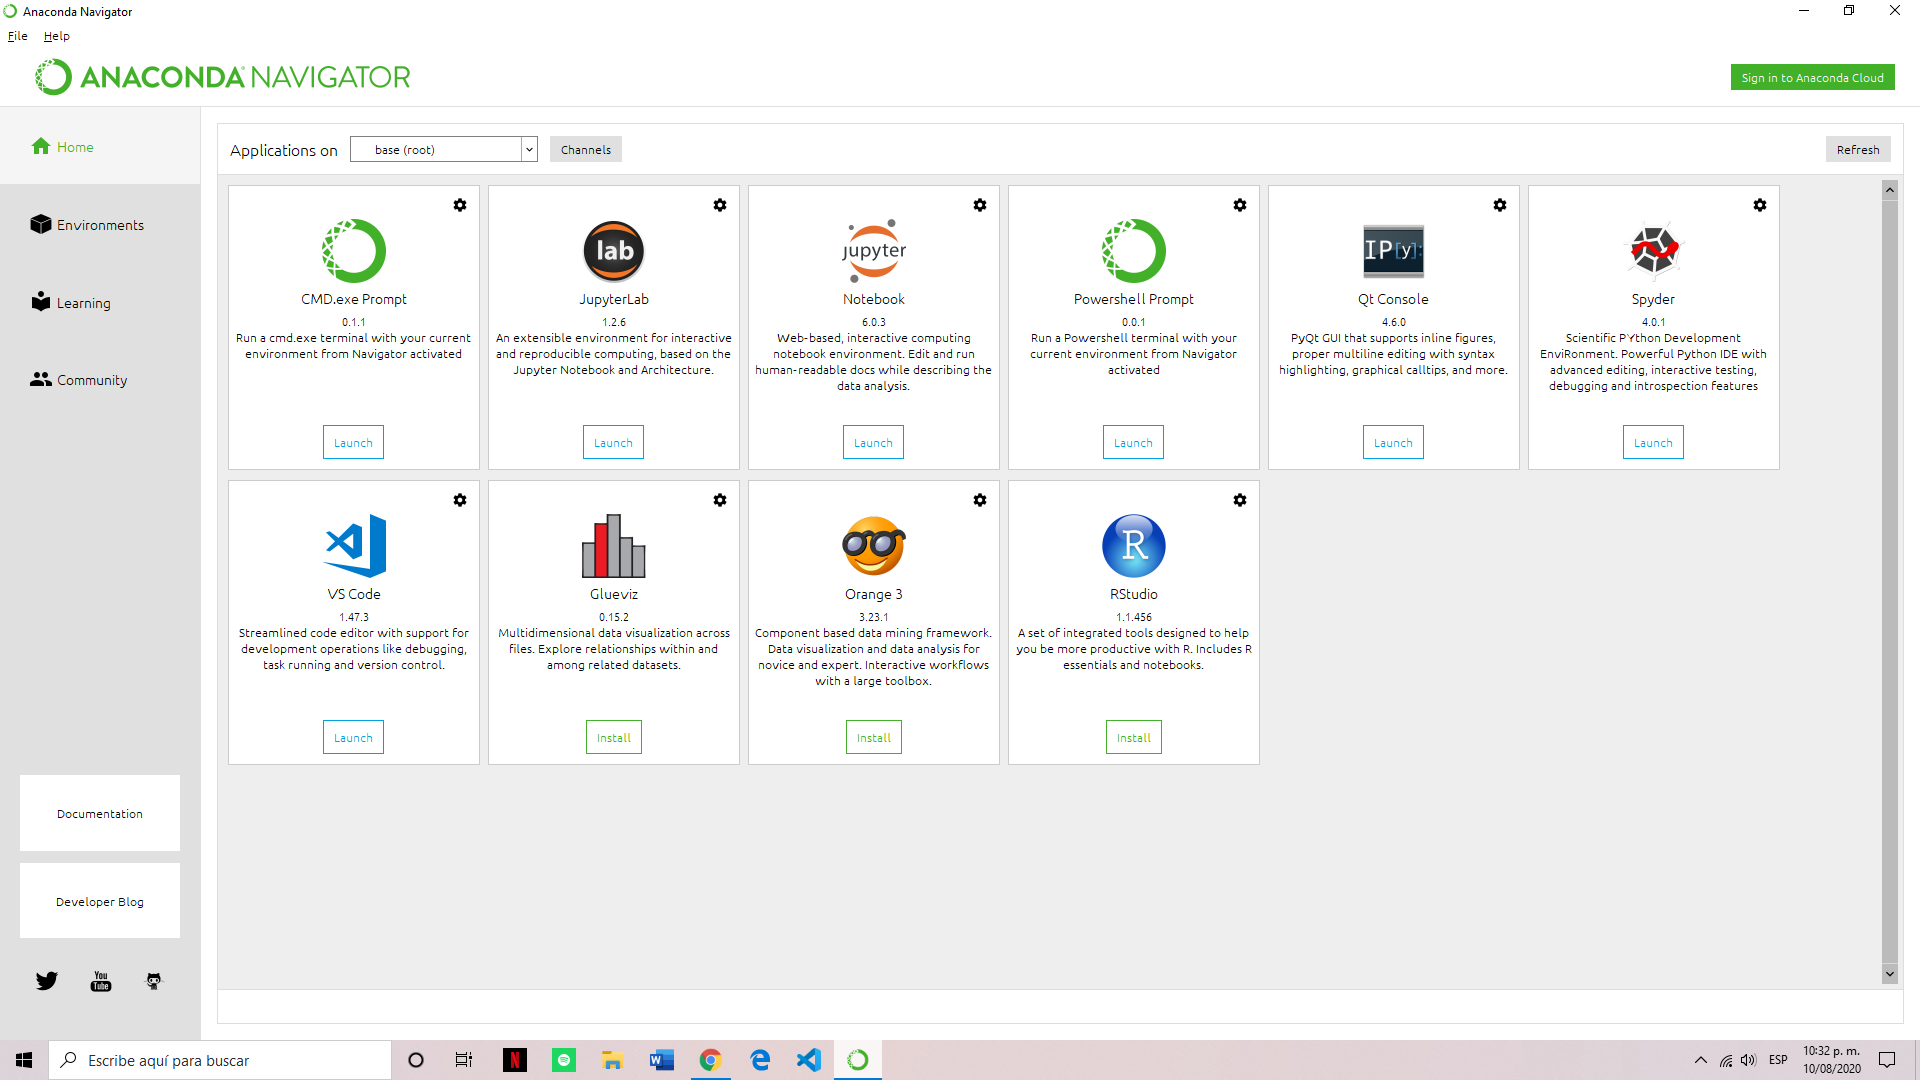 Anaconda Navigator
File Help
ANACONDA NAVIGATOR
Sign in to Anaconda Cloud
Home
Environments
Learning
Community
Documentation
Developer Blog
You
Tube
Applications on base (root) Channels Refresh
CMD.exe Prompt
0.1.1
Run a cmd.exe terminal with your current
environment from Navigator activated
Launch
lab
JupyterLab
1.2.6
An extensible environment for interactive
and reproducible computing, based on the
Jupyter Notebook and Architecture.
Launch
jupyter
Notebook
6.0.3
Web-based, interactive computing
notebook environment. Edit and run
human-readable docs while describing the
data analysis.
Launch
Powershell Prompt
0.0.1
Run a Powershell terminal with your
current environment from Navigator
activated
Launch
IP[y]:
Qt Console
4.6.0
PyQt GUI that supports inline figures,
proper multiline editing with syntax
highlighting, graphical calltips, and more.
Launch
Spyder
4.0.1
Scientific PYthon Development
EnviRonment. Powerful Python IDE with
advanced editing, interactive testing,
debugging and introspection features
Launch
VS Code
1.47.3
Streamlined code editor with support for
development operations like debugging,
task running and version control.
Launch
Glueviz
0.15.2
Multidimensional data visualization across
files. Explore relationships within and
among related datasets.
Install
Orange 3
3.23.1
Component based data mining framework.
Data visualization and data analysis for
novice and expert. Interactive workflows
with a large toolbox.
Install
R
RStudio
1.1.456
A set of integrated tools designed to help
you be more productive with R. Includes R
essentials and notebooks.
Install
Escribe aquí para buscar
N
W
ESP
10:32 p. m.
10/08/2020